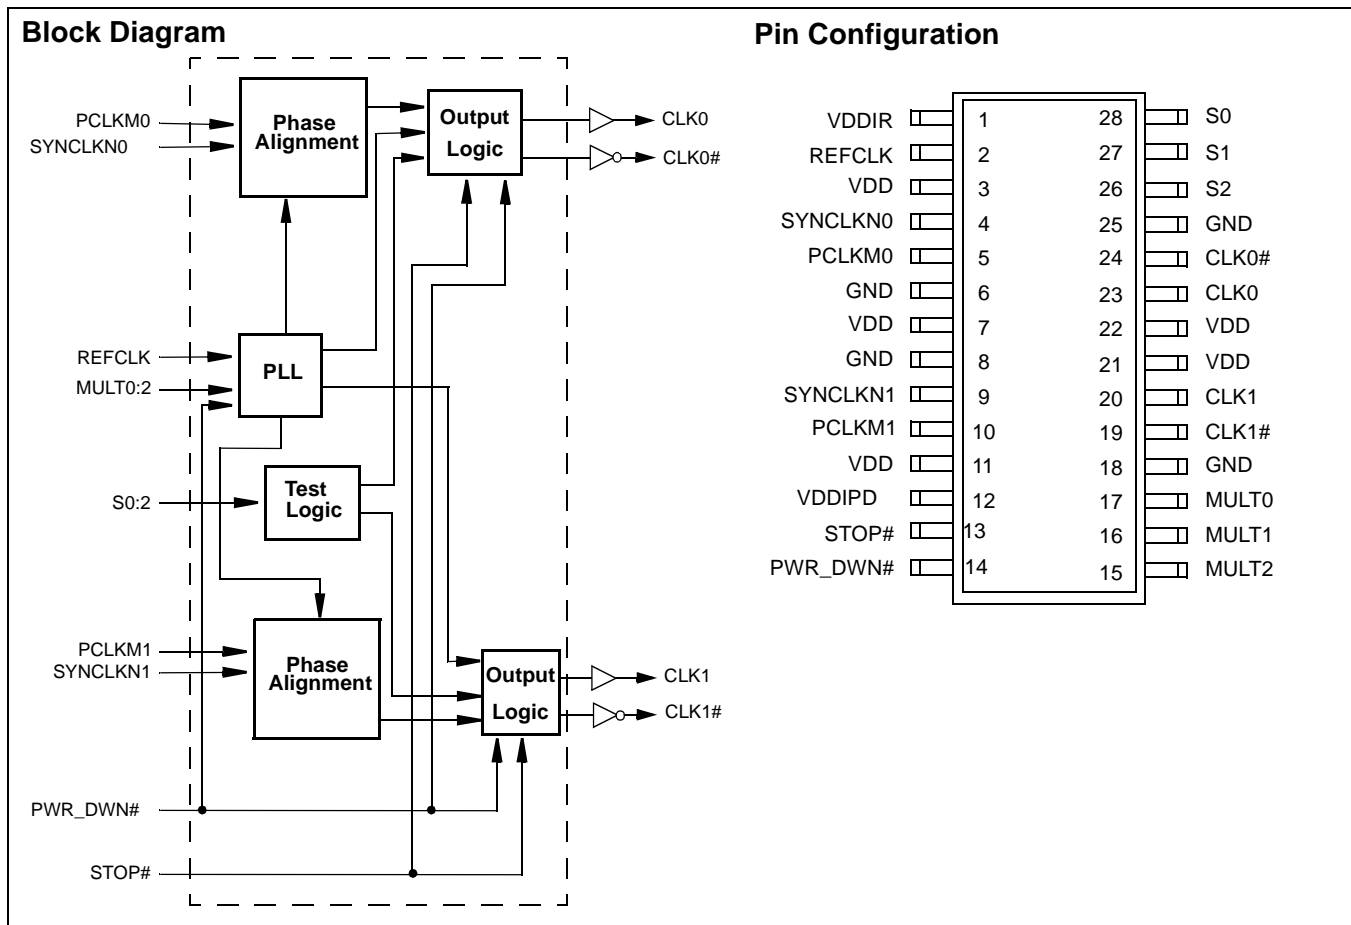 Block Diagram
PCLKM0
SYNCLKN0
Phase
Alignment
Output
Logic
CLK0
CLK0#
REFCLK
MULT0:2
PLL
S0:2
Test
Logic
PCLKM1
SYNCLKN1
Phase
Alignment
Output
Logic
CLK1
CLK1#
PWR_DWN#
STOP#
Pin Configuration
VDDIR 1 28 S0
REFCLK 2 27 S1
VDD 3 26 S2
SYNCLKN0 4 25 GND
PCLKM0 5 24 CLK0#
GND 6 23 CLK0
VDD 7 22 VDD
GND 8 21 VDD
SYNCLKN1 9 20 CLK1
PCLKM1 10 19 CLK1#
VDD 11 18 GND
VDDIPD 12 17 MULT0
STOP# 13 16 MULT1
PWR_DWN# 14 15 MULT2